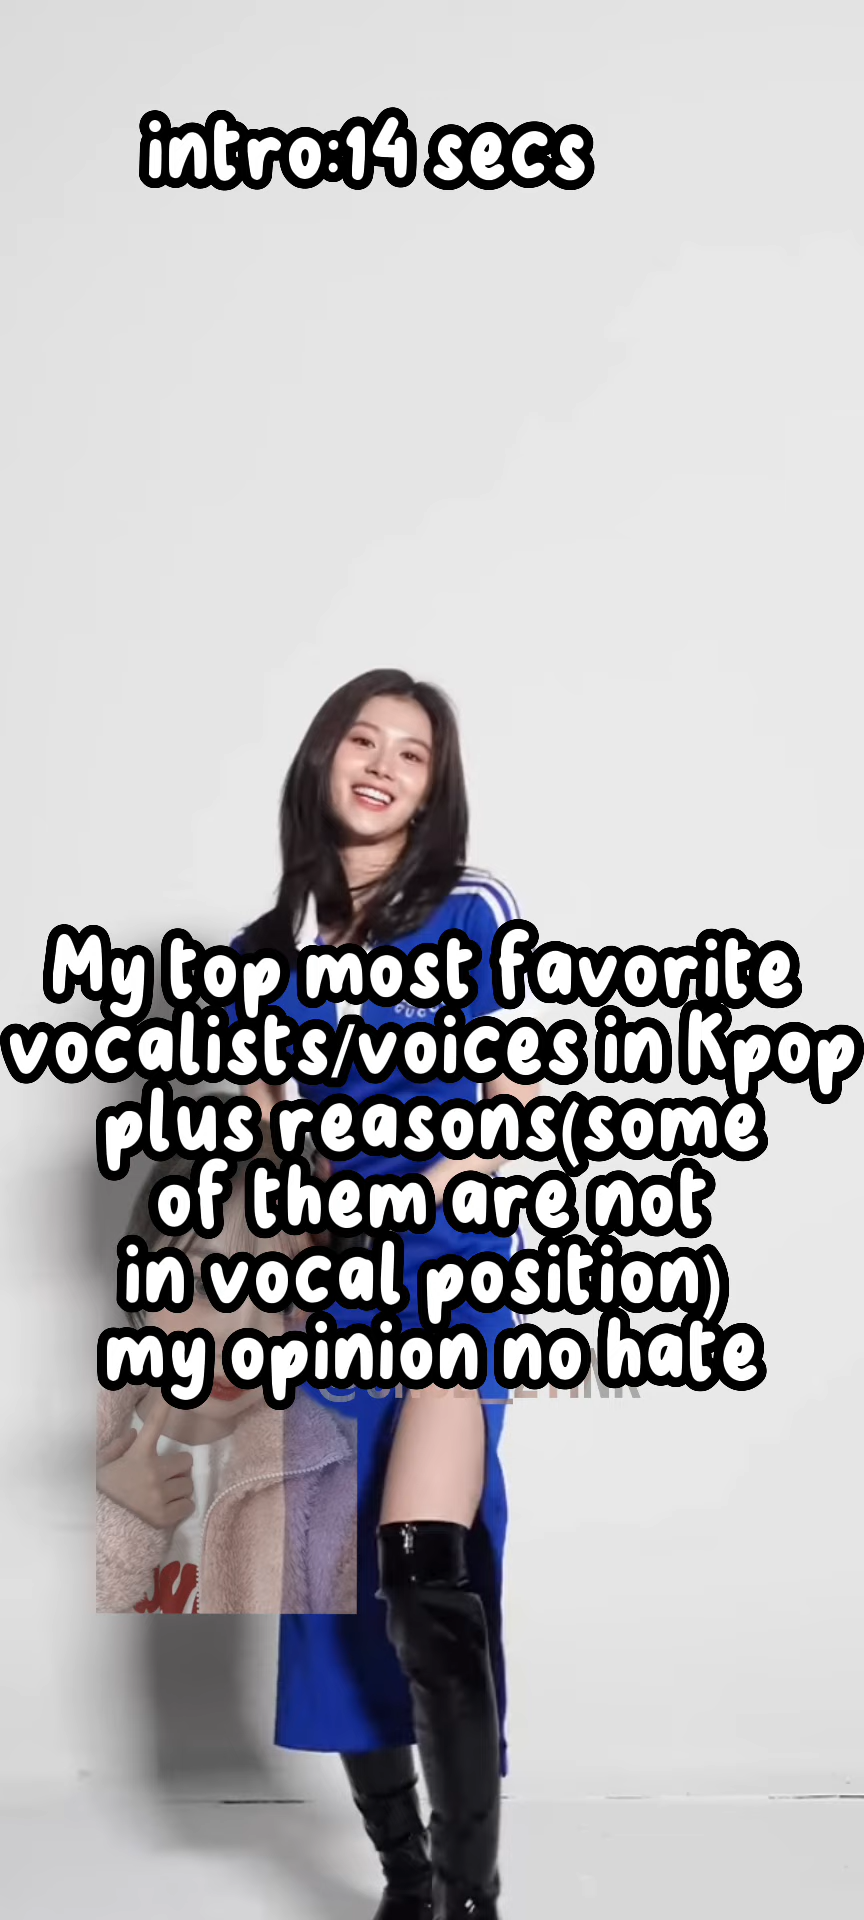 intro:14 secs
GUCCI
My top most favorite
vocalists/voices in Kpop
plus reasons(some
of them are not
in vocal position)
my opinion no hate